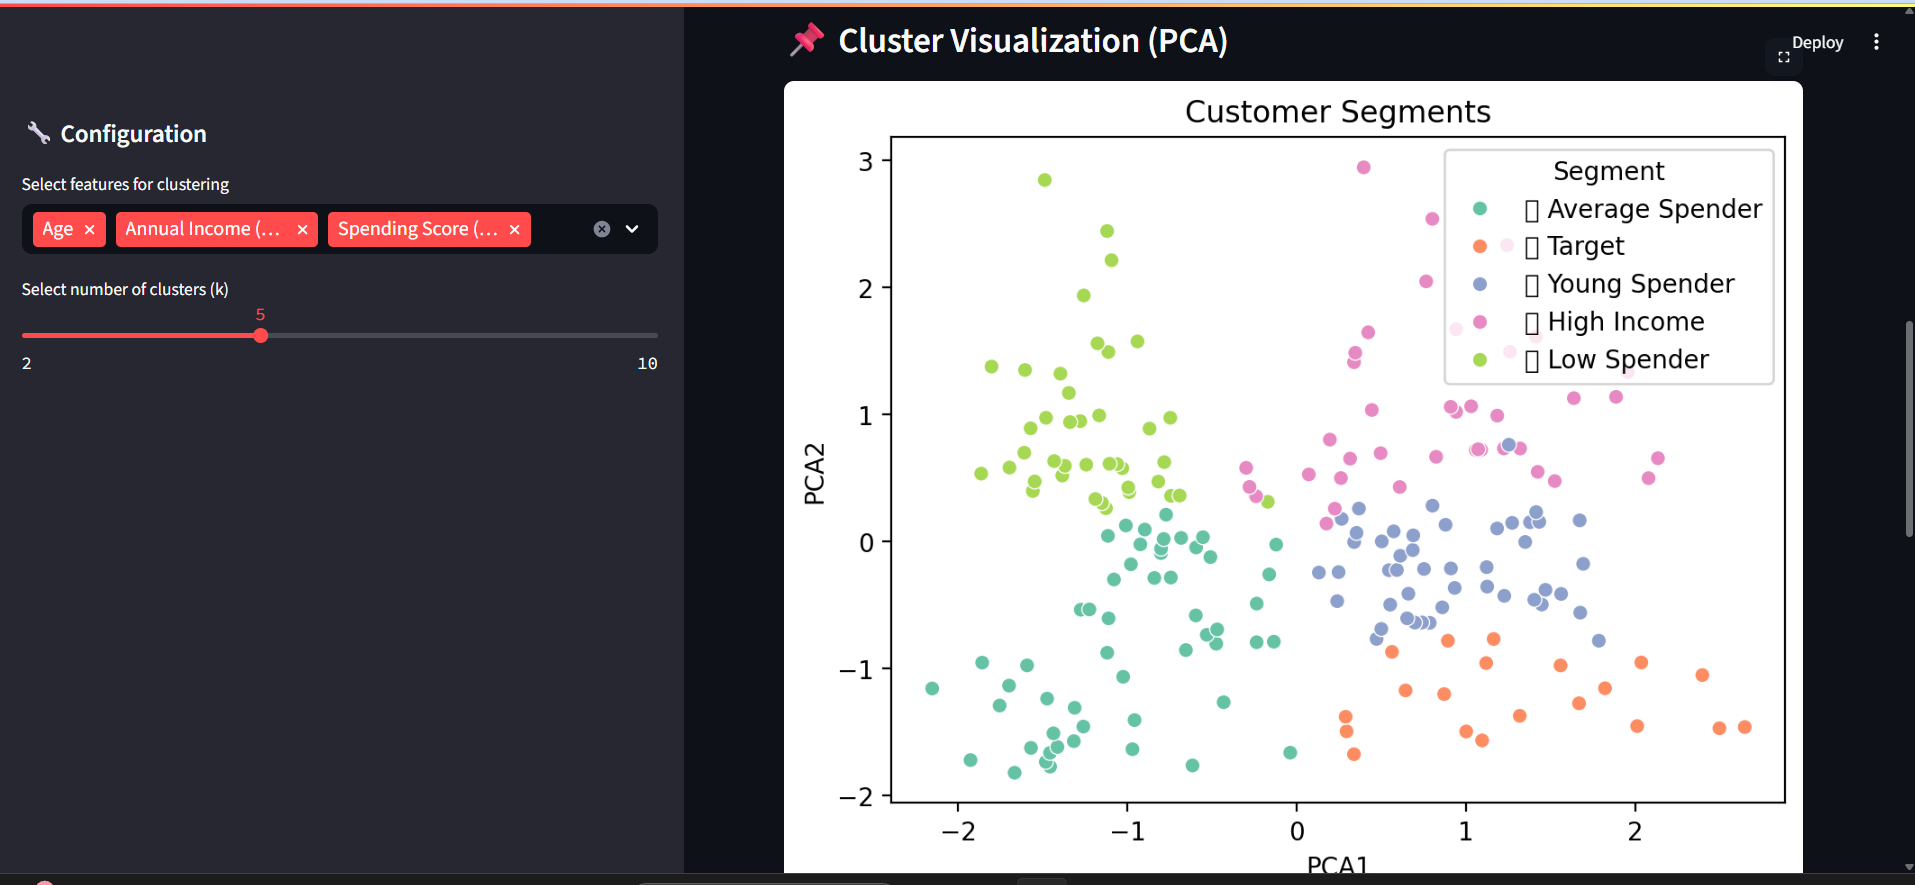 Configuration
Select features for clustering
Age
Annual Income (...
Spending Score (...
Select number of clusters (k)
5
2
10
Cluster Visualization (PCA)
Deploy
Customer Segments
Segment
Average Spender
Target
Young Spender
High Income
Low Spender
PCA2
3
2
1
0
−1
−2
−2
−1
0
1
2
PCA1